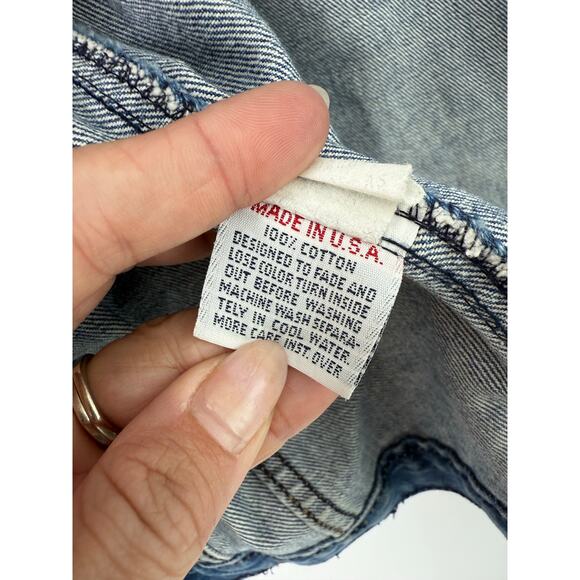 MADE IN U.S.A.
100% COTTON
DESIGNED TO FADE AND
LOSE COLOR TURN INSIDE
OUT BEFORE WASHING
MACHINE WASH SEPARA-
TELY IN COOL WATER.
MORE CARE INST. OVER